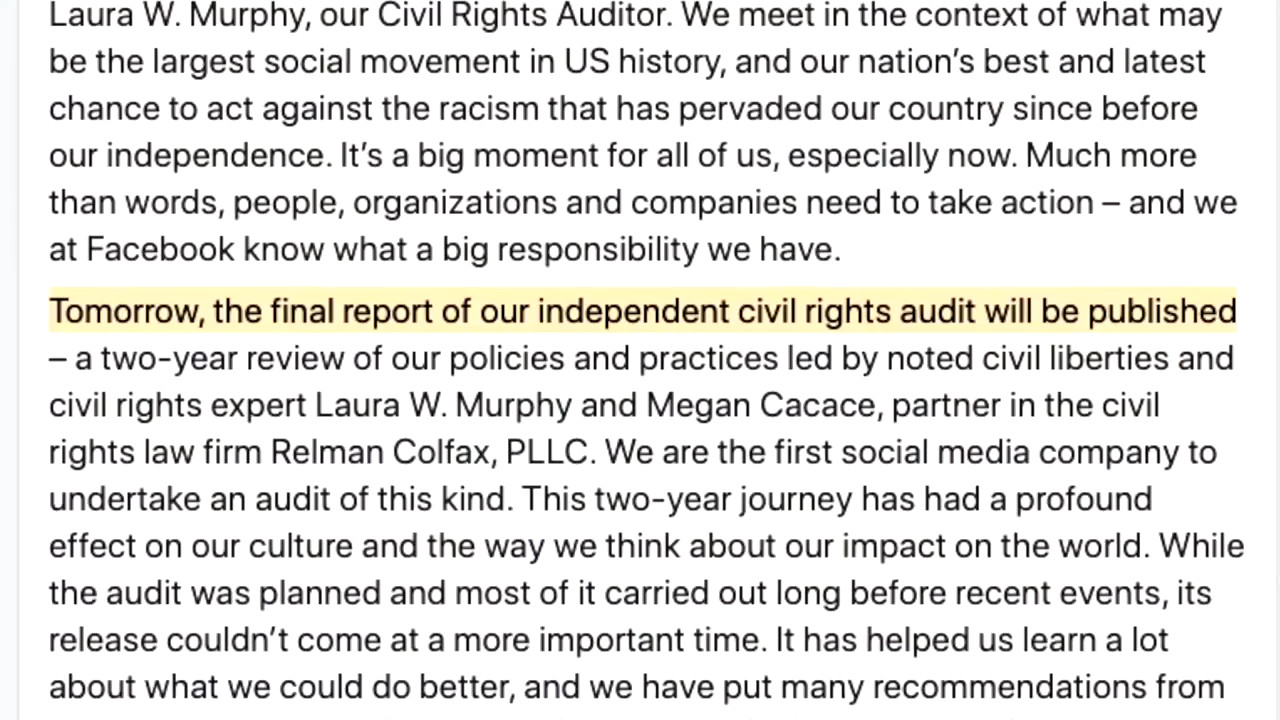 Laura W. Murphy, our Civil Rights Auditor. We meet in the context of what may
be the largest social movement in US history, and our nation’s best and latest
chance to act against the racism that has pervaded our country since before
our independence. It’s a big moment for all of us, especially now. Much more
than words, people, organizations and companies need to take action – and we
at Facebook know what a big responsibility we have.
Tomorrow, the final report of our independent civil rights audit will be published
– a two-year review of our policies and practices led by noted civil liberties and
civil rights expert Laura W. Murphy and Megan Cacace, partner in the civil
rights law firm Relman Colfax, PLLC. We are the first social media company to
undertake an audit of this kind. This two-year journey has had a profound
effect on our culture and the way we think about our impact on the world. While
the audit was planned and most of it carried out long before recent events, its
release couldn’t come at a more important time. It has helped us learn a lot
about what we could do better, and we have put many recommendations from